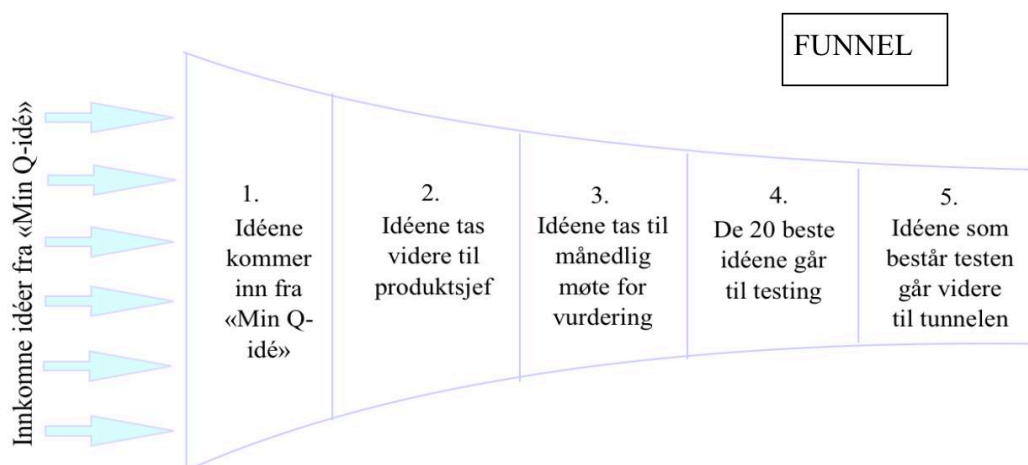 FUNNEL
Innkomne idéer fra «Min Q-idé»
1.
Idéene
kommer
inn fra
«Min Q-
idé»
2.
Idéene tas
videre til
produktsjef
3.
Idéene tas til
månedlig
møte for
vurdering
4.
De 20 beste
idéene går
til testing
5.
Idéene som
består testen
går videre
til tunnelen